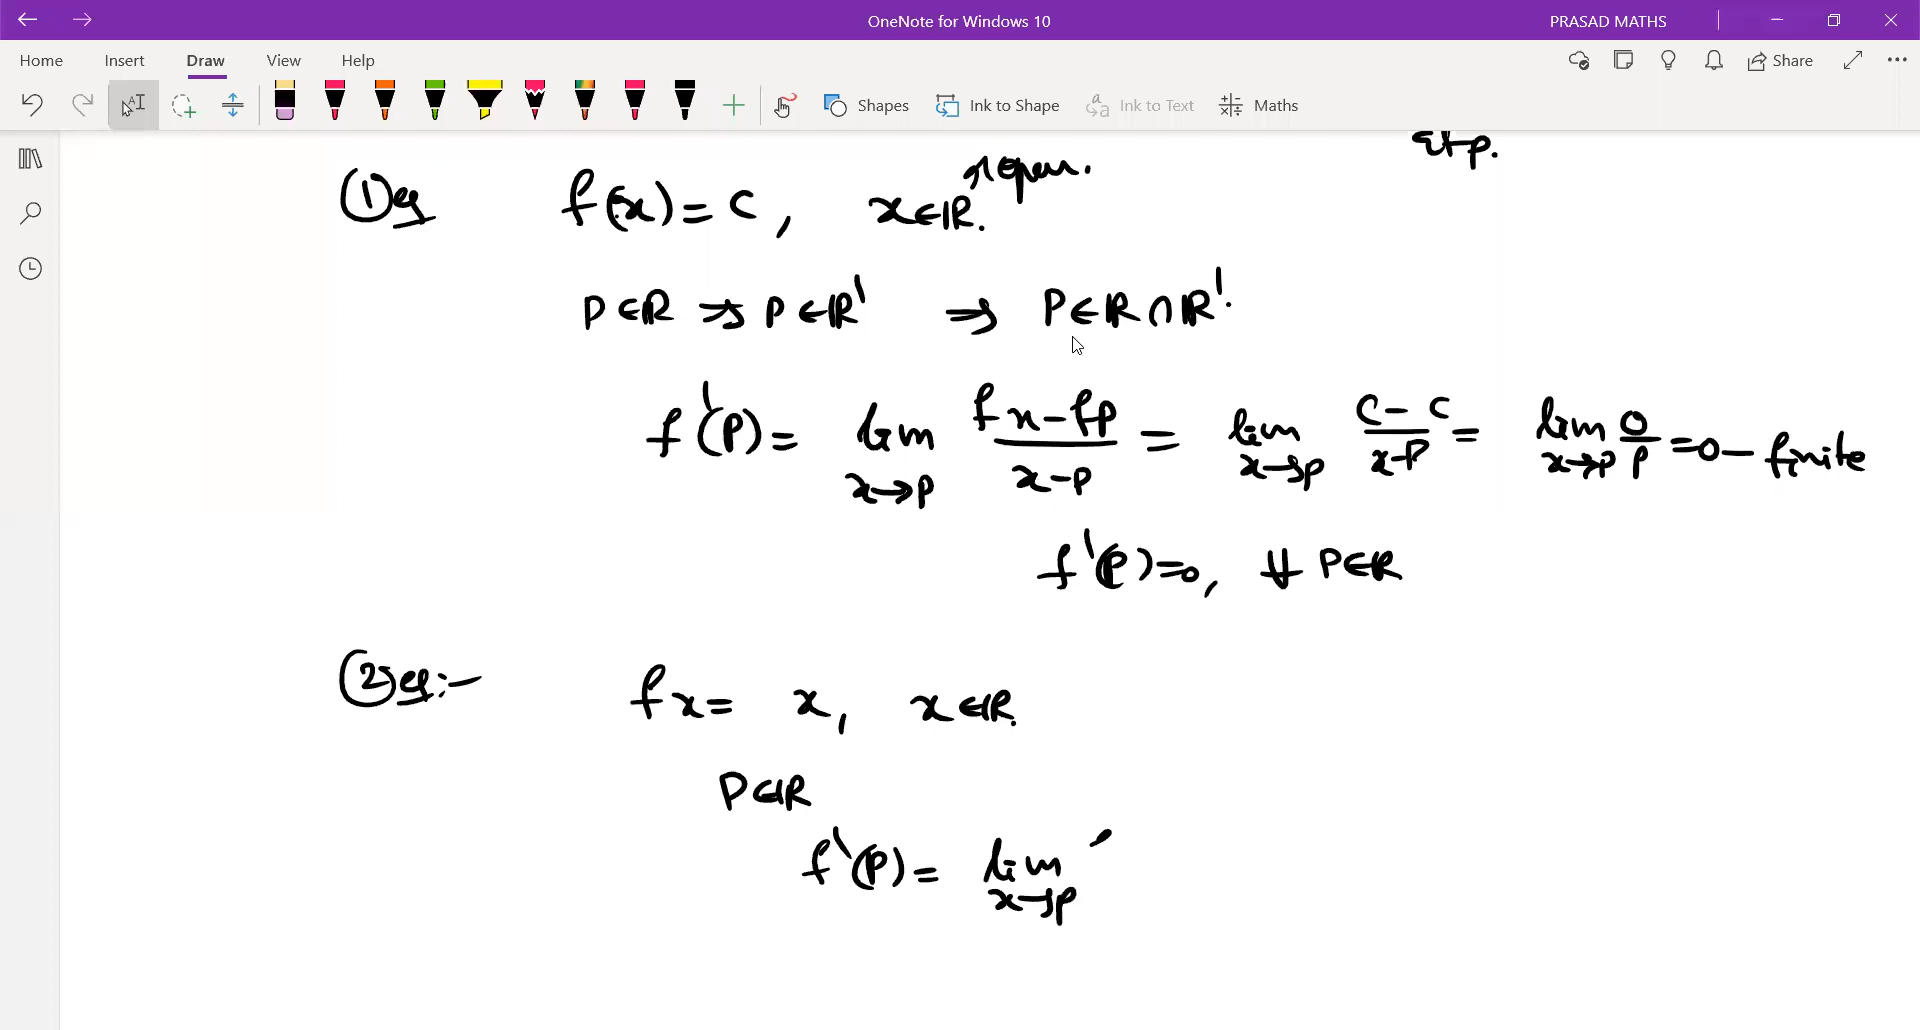 OneNote for Windows 10 PRASAD MATHS
Home Insert Draw View Help Share
Shapes Ink to Shape Ink to Text Maths
(1) eg f(x) = c, x∈ℝ. open.
P∈ℝ ⇒ P∈ℝ' ⇒ P∈ℝ∩ℝ'.
f'(P) = lim x→p fx-fp / x-p = lim x→p c-c / x-p = lim x→p 0/p = 0 - finite
f'(P)=0, ∀ P∈ℝ
(2) eg:- fx = x, x∈ℝ.
P∈ℝ
f'(P) = lim x→p